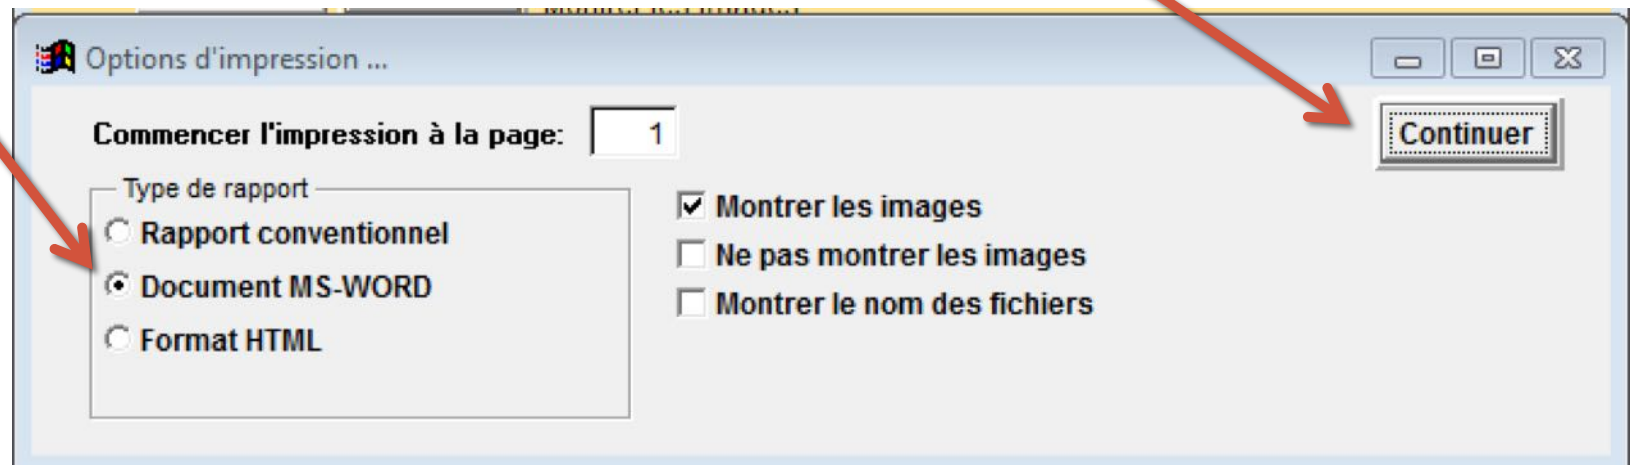 Options d'impression ...
Commencer l'impression à la page: 1
Continuer
Type de rapport
Rapport conventionnel
Document MS-WORD
Format HTML
Montrer les images
Ne pas montrer les images
Montrer le nom des fichiers